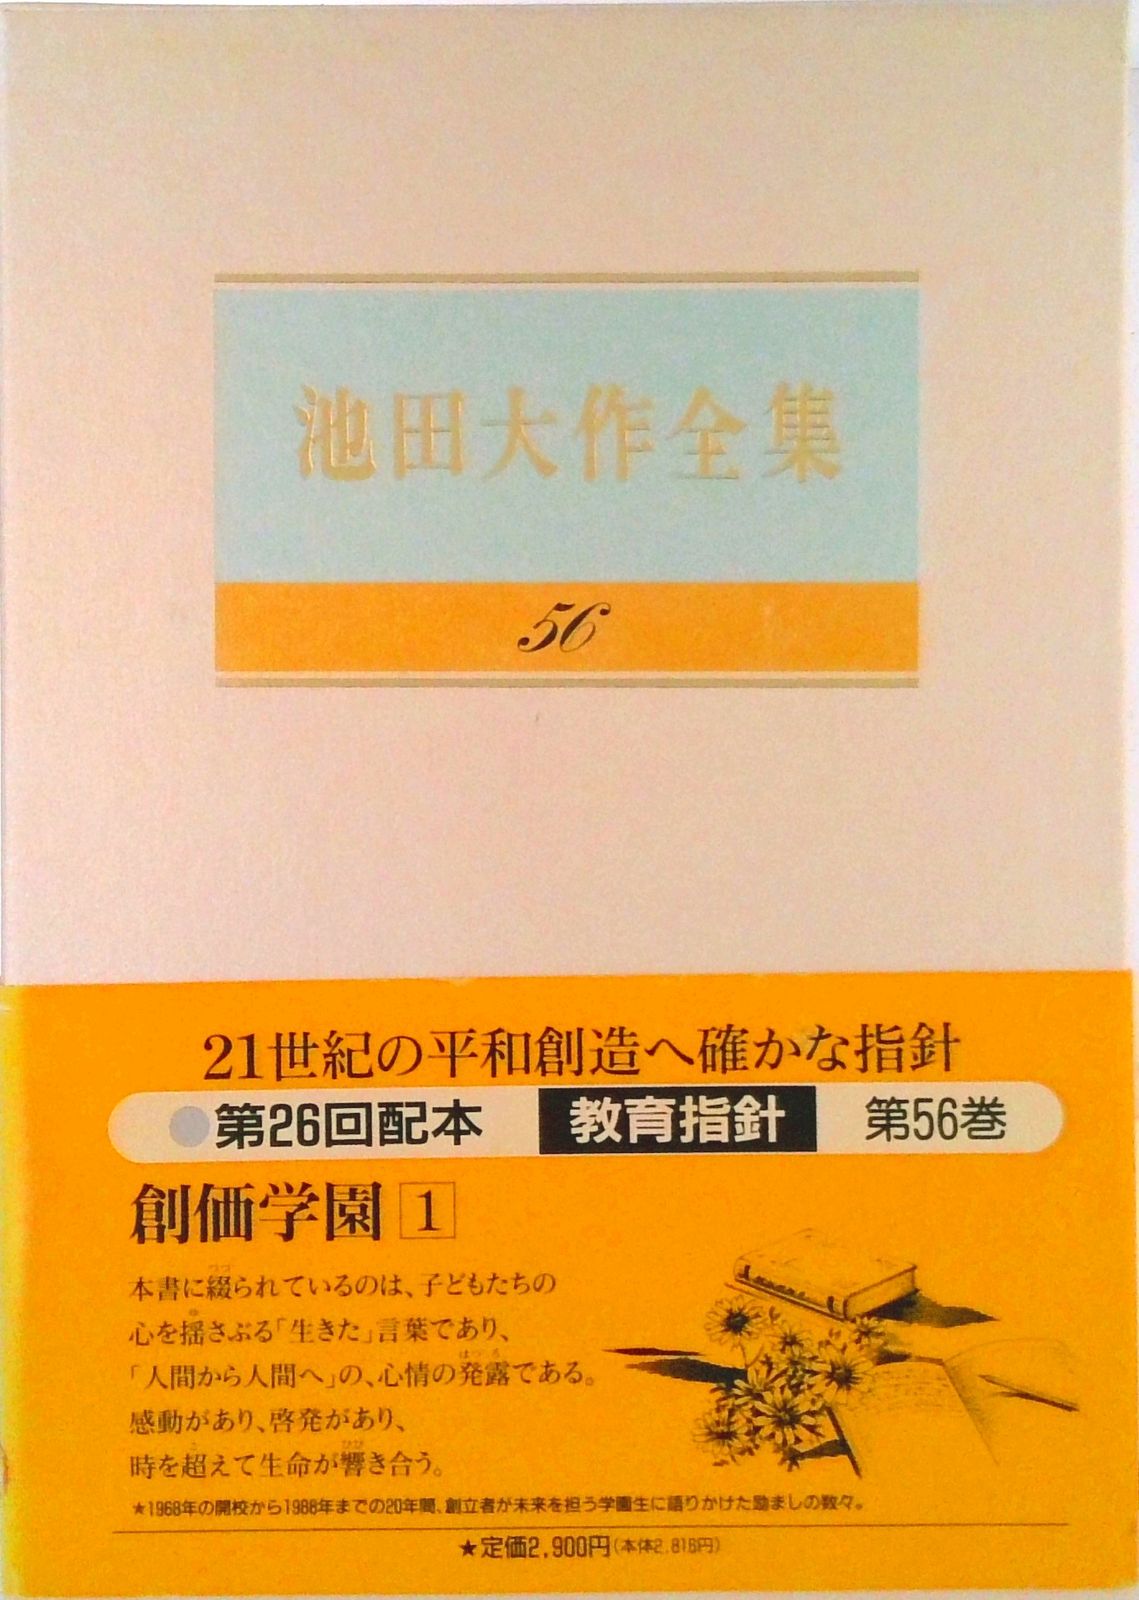 池田大作全集
56
21世紀の平和創造へ確かな指針
●第26回配本 教育指針 第56巻
創価学園 1
本書に綴られているのは、子どもたちの
心を揺さぶる「生きた」言葉であり、
「人間から人間へ」の、心情の発露である。
感動があり、啓発があり、
時を超えて生命が響き合う。
★1968年の開校から1988年までの20年間、創立者が未来を担う学園生に語りかけた励ましの数々。
★定価2,900円(本体2,816円)